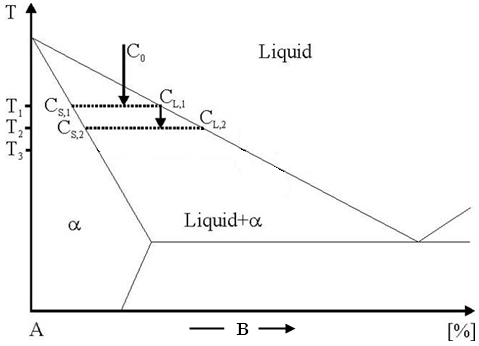 T
C0
Liquid
T1
CS,1
CL,1
T2
CS,2
CL,2
T3
α
Liquid+α
A
B
[%]